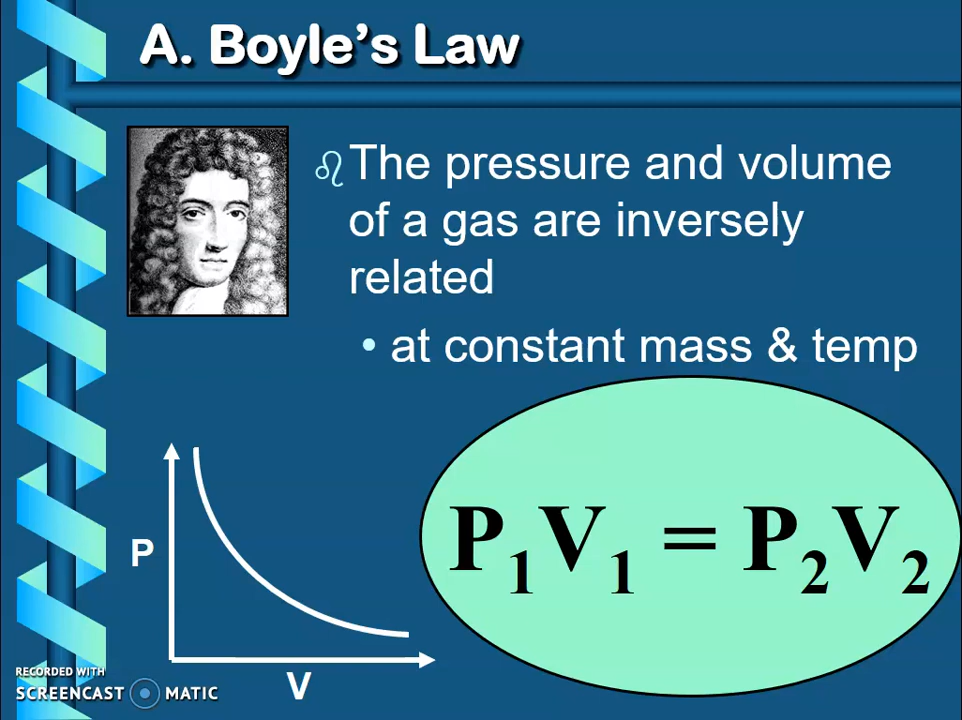 A. Boyle's Law
The pressure and volume
of a gas are inversely
related
• at constant mass & temp
P
V
P₁V₁ = P₂V₂
RECORDED WITH
SCREENCAST MATIC